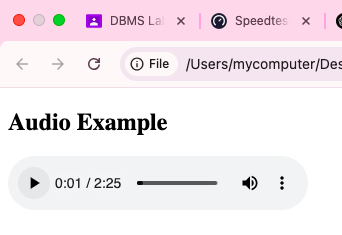 DBMS La
Speedtes
File
/Users/mycomputer/Des
Audio Example
0:01 / 2:25